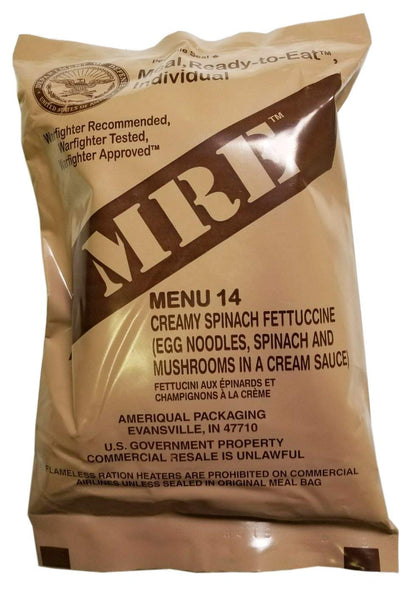 Meal, Ready-to-Eat™,
Individual
Warfighter Recommended,
Warfighter Tested,
Warfighter Approved™
MRE™
MENU 14
CREAMY SPINACH FETTUCCINE
(EGG NOODLES, SPINACH AND
MUSHROOMS IN A CREAM SAUCE)
FETTUCINI AUX ÉPINARDS ET
CHAMPIGNONS À LA CRÈME
AMERIQUAL PACKAGING
EVANSVILLE, IN 47710
U.S. GOVERNMENT PROPERTY
COMMERCIAL RESALE IS UNLAWFUL
FLAMELESS RATION HEATERS ARE PROHIBITED ON COMMERCIAL
AIRLINES UNLESS SEALED IN ORIGINAL MEAL BAG